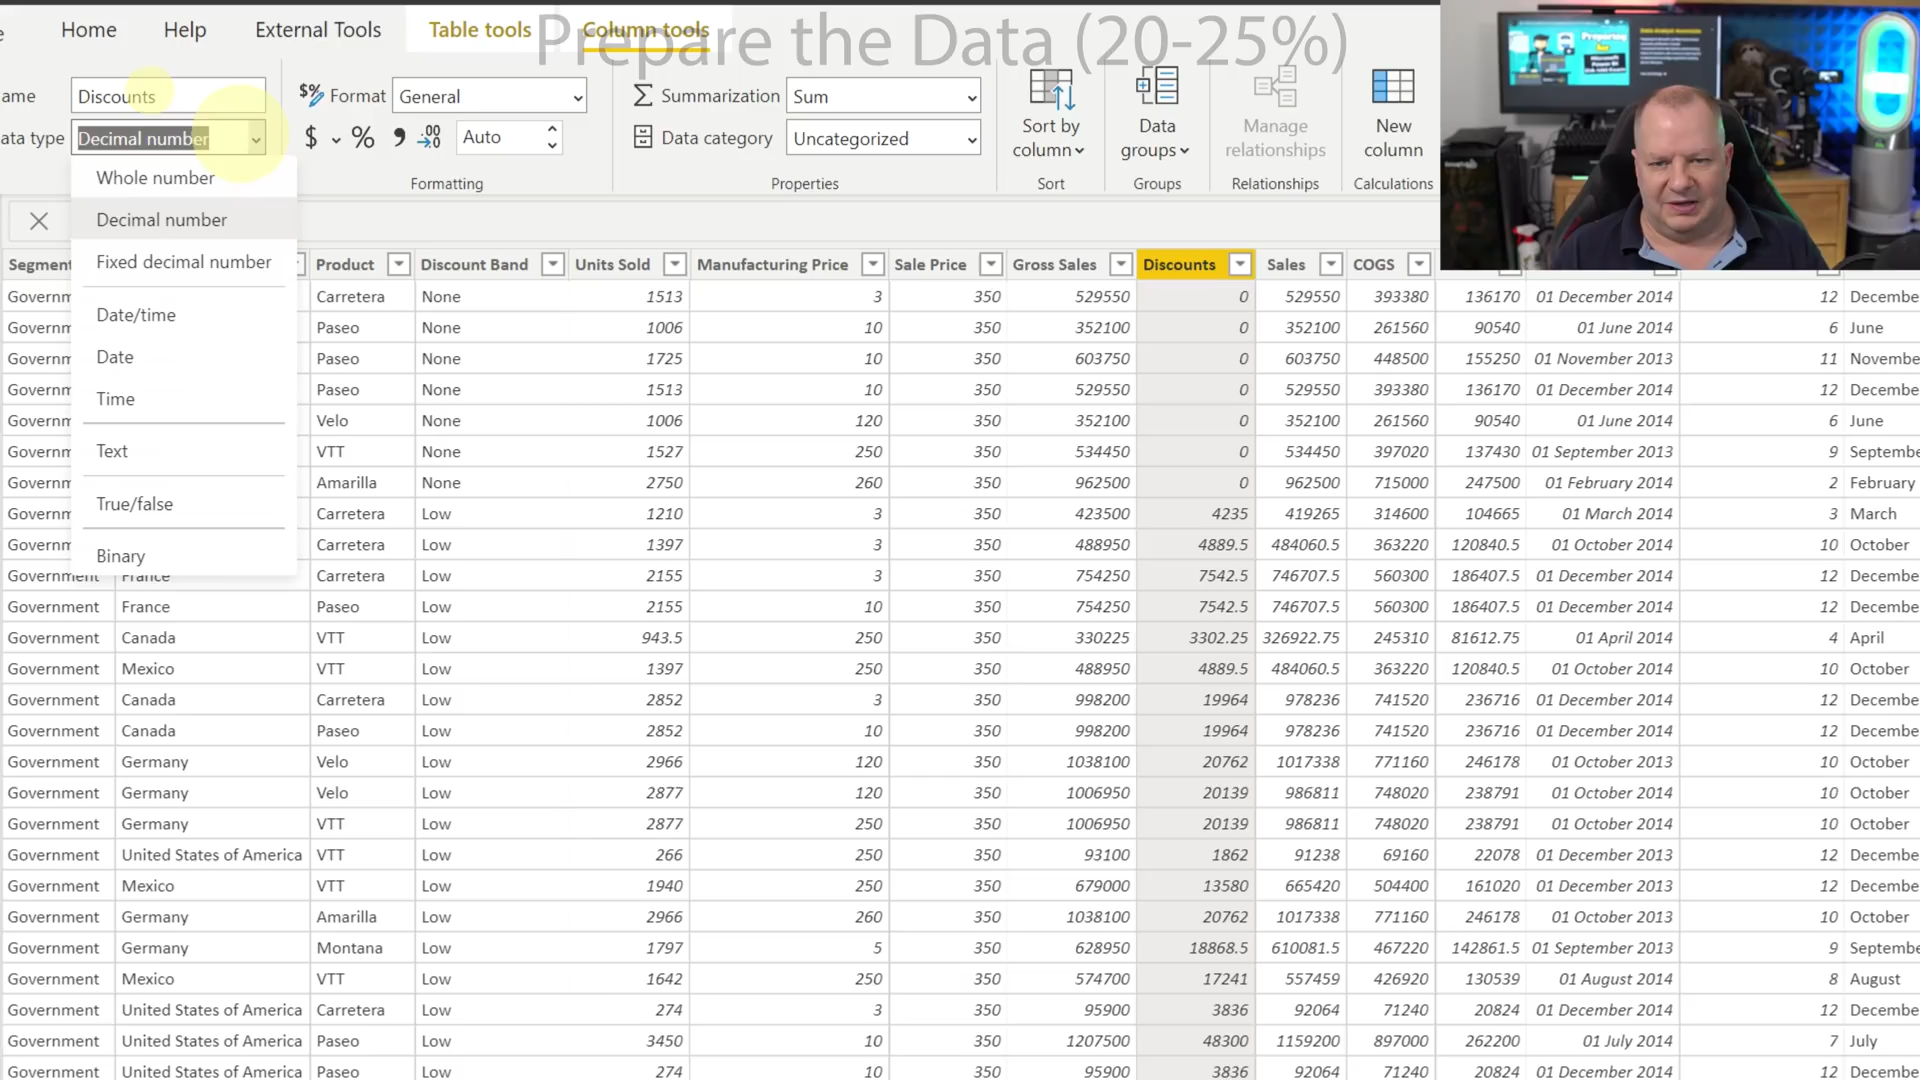 Prepare the Data (20-25%)
Home Help External Tools Table tools Column tools
ame Discounts Format General Summarization Sum
ata type Decimal number $ % Auto Data category Uncategorized
Sort by column Data groups Manage relationships New column
Formatting Properties Sort Groups Relationships Calculations
Whole number
Decimal number
Fixed decimal number
Date/time
Date
Time
Text
True/false
Binary
Segment Product Discount Band Units Sold Manufacturing Price Sale Price Gross Sales Discounts Sales COGS
Governm Carretera None 1513 3 350 529550 0 529550 393380 136170 01 December 2014 12 Decembe
Governm Paseo None 1006 10 350 352100 0 352100 261560 90540 01 June 2014 6 June
Governm Paseo None 1725 10 350 603750 0 603750 448500 155250 01 November 2013 11 Novembe
Governm Paseo None 1513 10 350 529550 0 529550 393380 136170 01 December 2014 12 Decembe
Governm Velo None 1006 120 350 352100 0 352100 261560 90540 01 June 2014 6 June
Governm VTT None 1527 250 350 534450 0 534450 397020 137430 01 September 2013 9 Septembe
Governm Amarilla None 2750 260 350 962500 0 962500 715000 247500 01 February 2014 2 February
Governm Carretera Low 1210 3 350 423500 4235 419265 314600 104665 01 March 2014 3 March
Governm Carretera Low 1397 3 350 488950 4889.5 484060.5 363220 120840.5 01 October 2014 10 October
Government France Carretera Low 2155 3 350 754250 7542.5 746707.5 560300 186407.5 01 December 2014 12 Decembe
Government France Paseo Low 2155 10 350 754250 7542.5 746707.5 560300 186407.5 01 December 2014 12 Decembe
Government Canada VTT Low 943.5 250 350 330225 3302.25 326922.75 245310 81612.75 01 April 2014 4 April
Government Mexico VTT Low 1397 250 350 488950 4889.5 484060.5 363220 120840.5 01 October 2014 10 October
Government Canada Carretera Low 2852 3 350 998200 19964 978236 741520 236716 01 December 2014 12 Decembe
Government Canada Paseo Low 2852 10 350 998200 19964 978236 741520 236716 01 December 2014 12 Decembe
Government Germany Velo Low 2966 120 350 1038100 20762 1017338 771160 246178 01 October 2013 10 October
Government Germany Velo Low 2877 120 350 1006950 20139 986811 748020 238791 01 October 2014 10 October
Government Germany VTT Low 2877 250 350 1006950 20139 986811 748020 238791 01 October 2014 10 October
Government United States of America VTT Low 266 250 350 93100 1862 91238 69160 22078 01 December 2013 12 Decembe
Government Mexico VTT Low 1940 250 350 679000 13580 665420 504400 161020 01 December 2013 12 Decembe
Government Germany Amarilla Low 2966 260 350 1038100 20762 1017338 771160 246178 01 October 2013 10 October
Government Germany Montana Low 1797 5 350 628950 18868.5 610081.5 467220 142861.5 01 September 2013 9 Septembe
Government Mexico VTT Low 1642 250 350 574700 17241 557459 426920 130539 01 August 2014 8 August
Government United States of America Carretera Low 274 3 350 95900 3836 92064 71240 20824 01 December 2014 12 Decembe
Government United States of America Paseo Low 3450 10 350 1207500 48300 1159200 897000 262200 01 July 2014 7 July
Government United States of America Paseo Low 274 10 350 95900 3836 92064 71240 20824 01 December 2014 12 Decembe